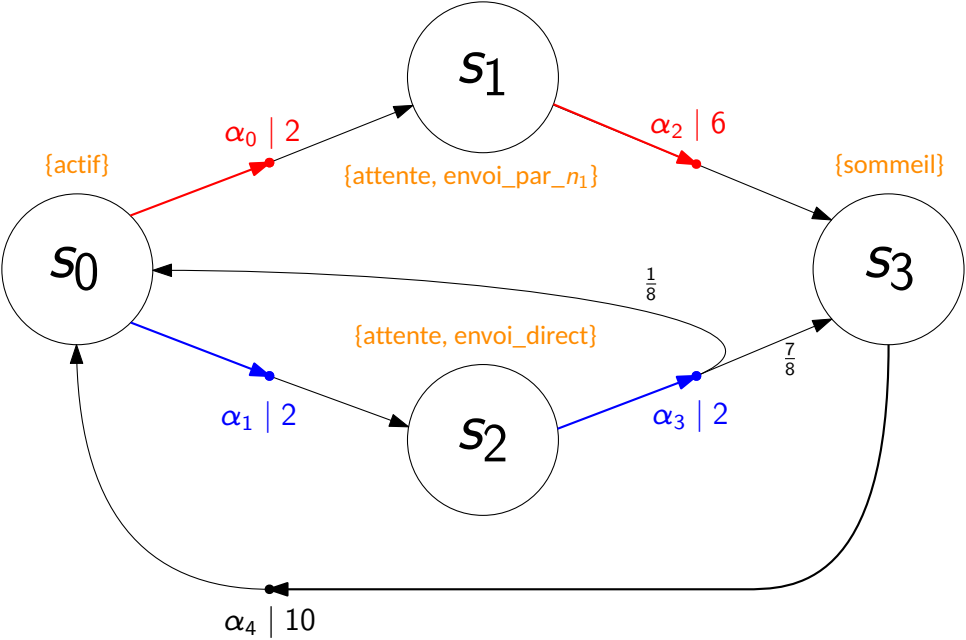 s₁
α₀ | 2
α₂ | 6
{actif}
{attente, envoi_par_n₁}
{sommeil}
s₀
s₃
1/8
{attente, envoi_direct}
7/8
α₁ | 2
α₃ | 2
s₂
α₄ | 10